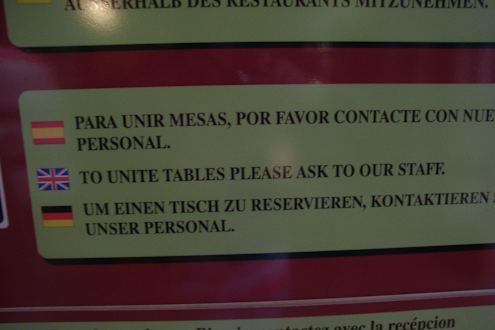 AUSSERHALB DES RESTAURANTS MITZUNEHMEN.
PARA UNIR MESAS, POR FAVOR CONTACTE CON NUE
PERSONAL.
TO UNITE TABLES PLEASE ASK TO OUR STAFF.
UM EINEN TISCH ZU RESERVIEREN, KONTAKTIEREN
UNSER PERSONAL.
avec la recépcion